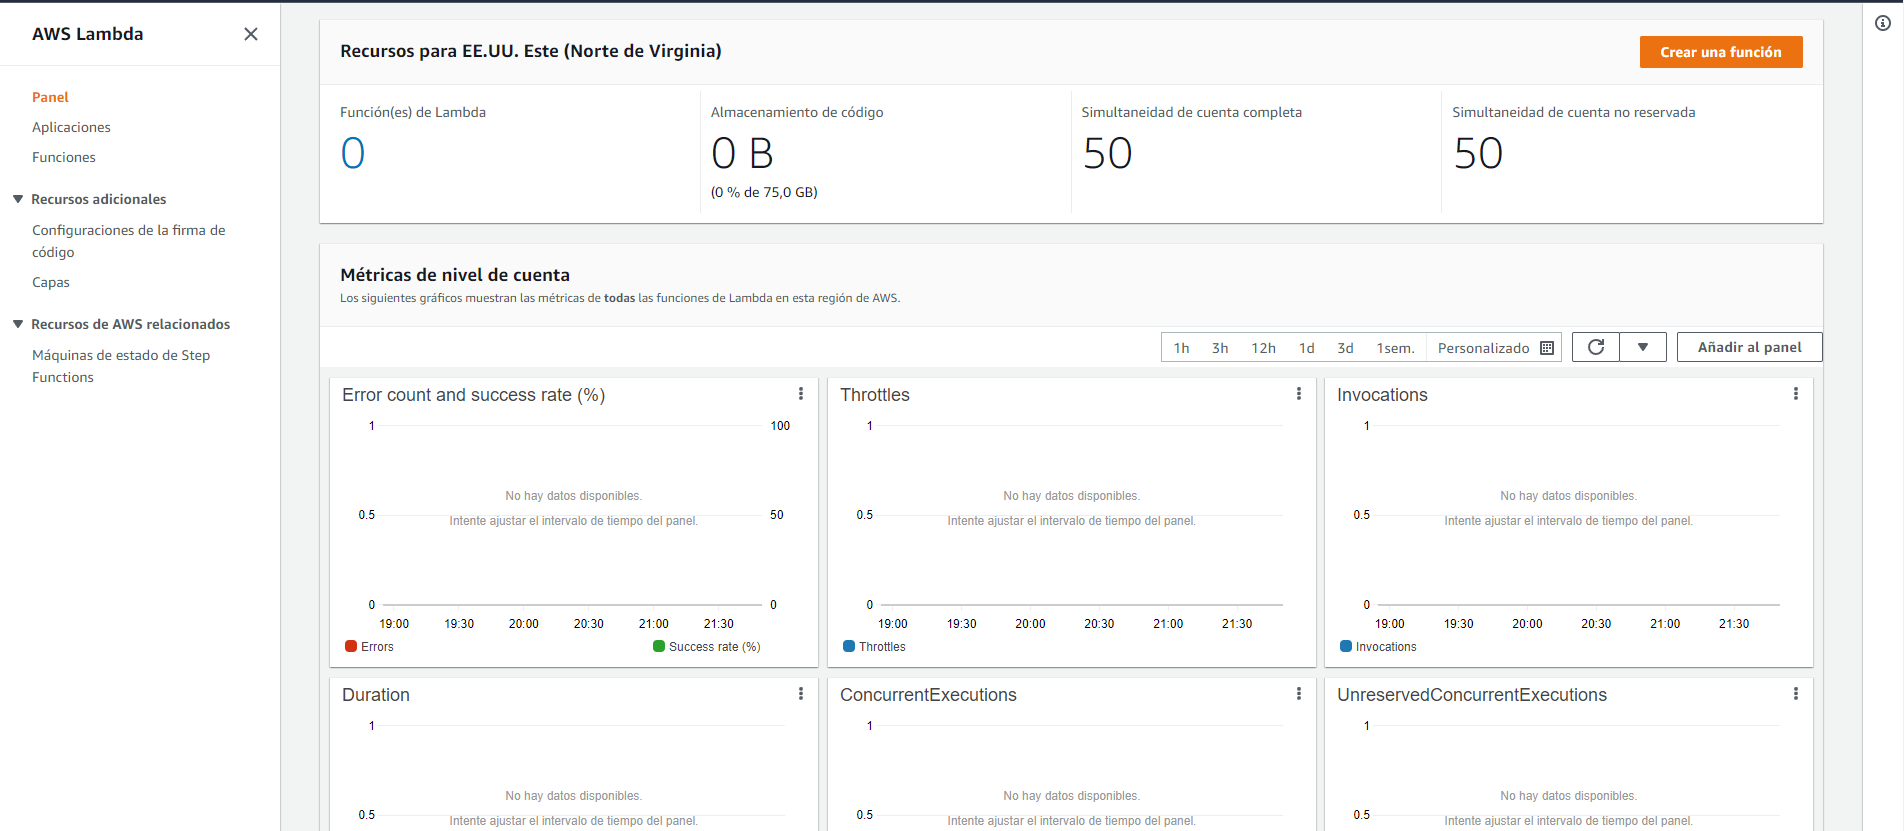 AWS Lambda
Panel
Aplicaciones
Funciones
Recursos adicionales
Configuraciones de la firma de
código
Capas
Recursos de AWS relacionados
Máquinas de estado de Step
Functions
Recursos para EE.UU. Este (Norte de Virginia)
Crear una función
Función(es) de Lambda
0
Almacenamiento de código
0 B
(0 % de 75,0 GB)
Simultaneidad de cuenta completa
50
Simultaneidad de cuenta no reservada
50
Métricas de nivel de cuenta
Los siguientes gráficos muestran las métricas de todas las funciones de Lambda en esta región de AWS.
1h 3h 12h 1d 3d 1sem. Personalizado
Añadir al panel
Error count and success rate (%)
1 100
No hay datos disponibles.
0.5 50
Intente ajustar el intervalo de tiempo del panel.
0 0
19:00 19:30 20:00 20:30 21:00 21:30
Errors Success rate (%)
Throttles
1
No hay datos disponibles.
0.5
Intente ajustar el intervalo de tiempo del panel.
0
19:00 19:30 20:00 20:30 21:00 21:30
Throttles
Invocations
1
No hay datos disponibles.
0.5
Intente ajustar el intervalo de tiempo del panel.
0
19:00 19:30 20:00 20:30 21:00 21:30
Invocations
Duration
1
No hay datos disponibles.
0.5
Intente ajustar el intervalo de tiempo del panel.
ConcurrentExecutions
1
No hay datos disponibles.
0.5
Intente ajustar el intervalo de tiempo del panel.
UnreservedConcurrentExecutions
1
No hay datos disponibles.
0.5
Intente ajustar el intervalo de tiempo del panel.